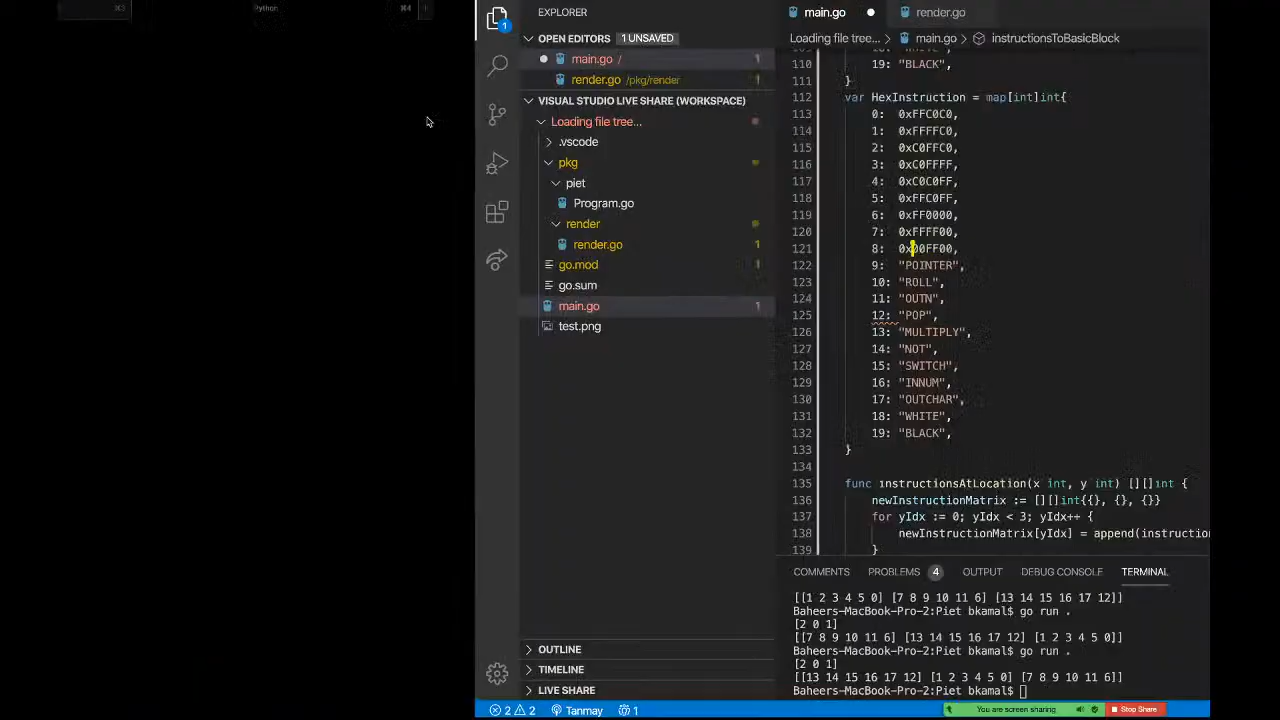 Python
⌘4
EXPLORER
OPEN EDITORS 1 UNSAVED
main.go / 1
render.go /pkg/render 1
VISUAL STUDIO LIVE SHARE (WORKSPACE)
Loading file tree...
.vscode
pkg
piet
Program.go
render
render.go 1
go.mod 1
go.sum
main.go 1
test.png
OUTLINE
TIMELINE
LIVE SHARE
1
main.go
render.go
Loading file tree... > main.go > instructionsToBasicBlock
110 19: "BLACK",
111 }
112 var HexInstruction = map[int]int{
113 0: 0xFFC0C0,
114 1: 0xFFFFC0,
115 2: 0xC0FFC0,
116 3: 0xC0FFFF,
117 4: 0xC0C0FF,
118 5: 0xFFC0FF,
119 6: 0xFF0000,
120 7: 0xFFFF00,
121 8: 0x00FF00,
122 9: "POINTER",
123 10: "ROLL",
124 11: "OUTN",
125 12: "POP",
126 13: "MULTIPLY",
127 14: "NOT",
128 15: "SWITCH",
129 16: "INNUM",
130 17: "OUTCHAR",
131 18: "WHITE",
132 19: "BLACK",
133 }
134
135 func instructionsAtLocation(x int, y int) [][]int {
136 newInstructionMatrix := [][]int{{}, {}, {}}
137 for yIdx := 0; yIdx < 3; yIdx++ {
138 newInstructionMatrix[yIdx] = append(instructio
139 }
COMMENTS PROBLEMS 4 OUTPUT DEBUG CONSOLE TERMINAL
[[1 2 3 4 5 0] [7 8 9 10 11 6] [13 14 15 16 17 12]]
Baheers-MacBook-Pro-2:Piet bkamal$ go run .
[2 0 1]
[[7 8 9 10 11 6] [13 14 15 16 17 12] [1 2 3 4 5 0]]
Baheers-MacBook-Pro-2:Piet bkamal$ go run .
[2 0 1]
[[13 14 15 16 17 12] [1 2 3 4 5 0] [7 8 9 10 11 6]]
Baheers-MacBook-Pro-2:Piet bkamal$
2 2 Tanmay 1
You are screen sharing Stop Share